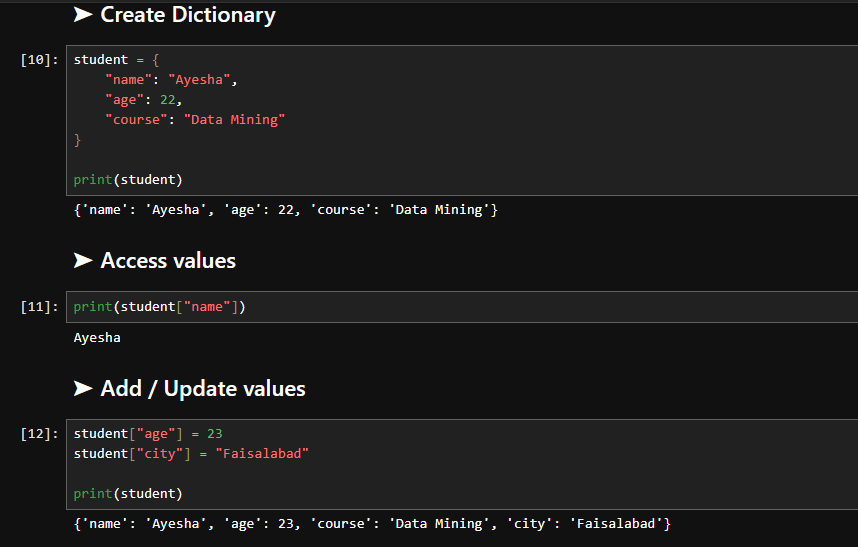 ➤ Create Dictionary
[10]: student = {
    "name": "Ayesha",
    "age": 22,
    "course": "Data Mining"
}

print(student)
{'name': 'Ayesha', 'age': 22, 'course': 'Data Mining'}
➤ Access values
[11]: print(student["name"])
Ayesha
➤ Add / Update values
[12]: student["age"] = 23
student["city"] = "Faisalabad"

print(student)
{'name': 'Ayesha', 'age': 23, 'course': 'Data Mining', 'city': 'Faisalabad'}